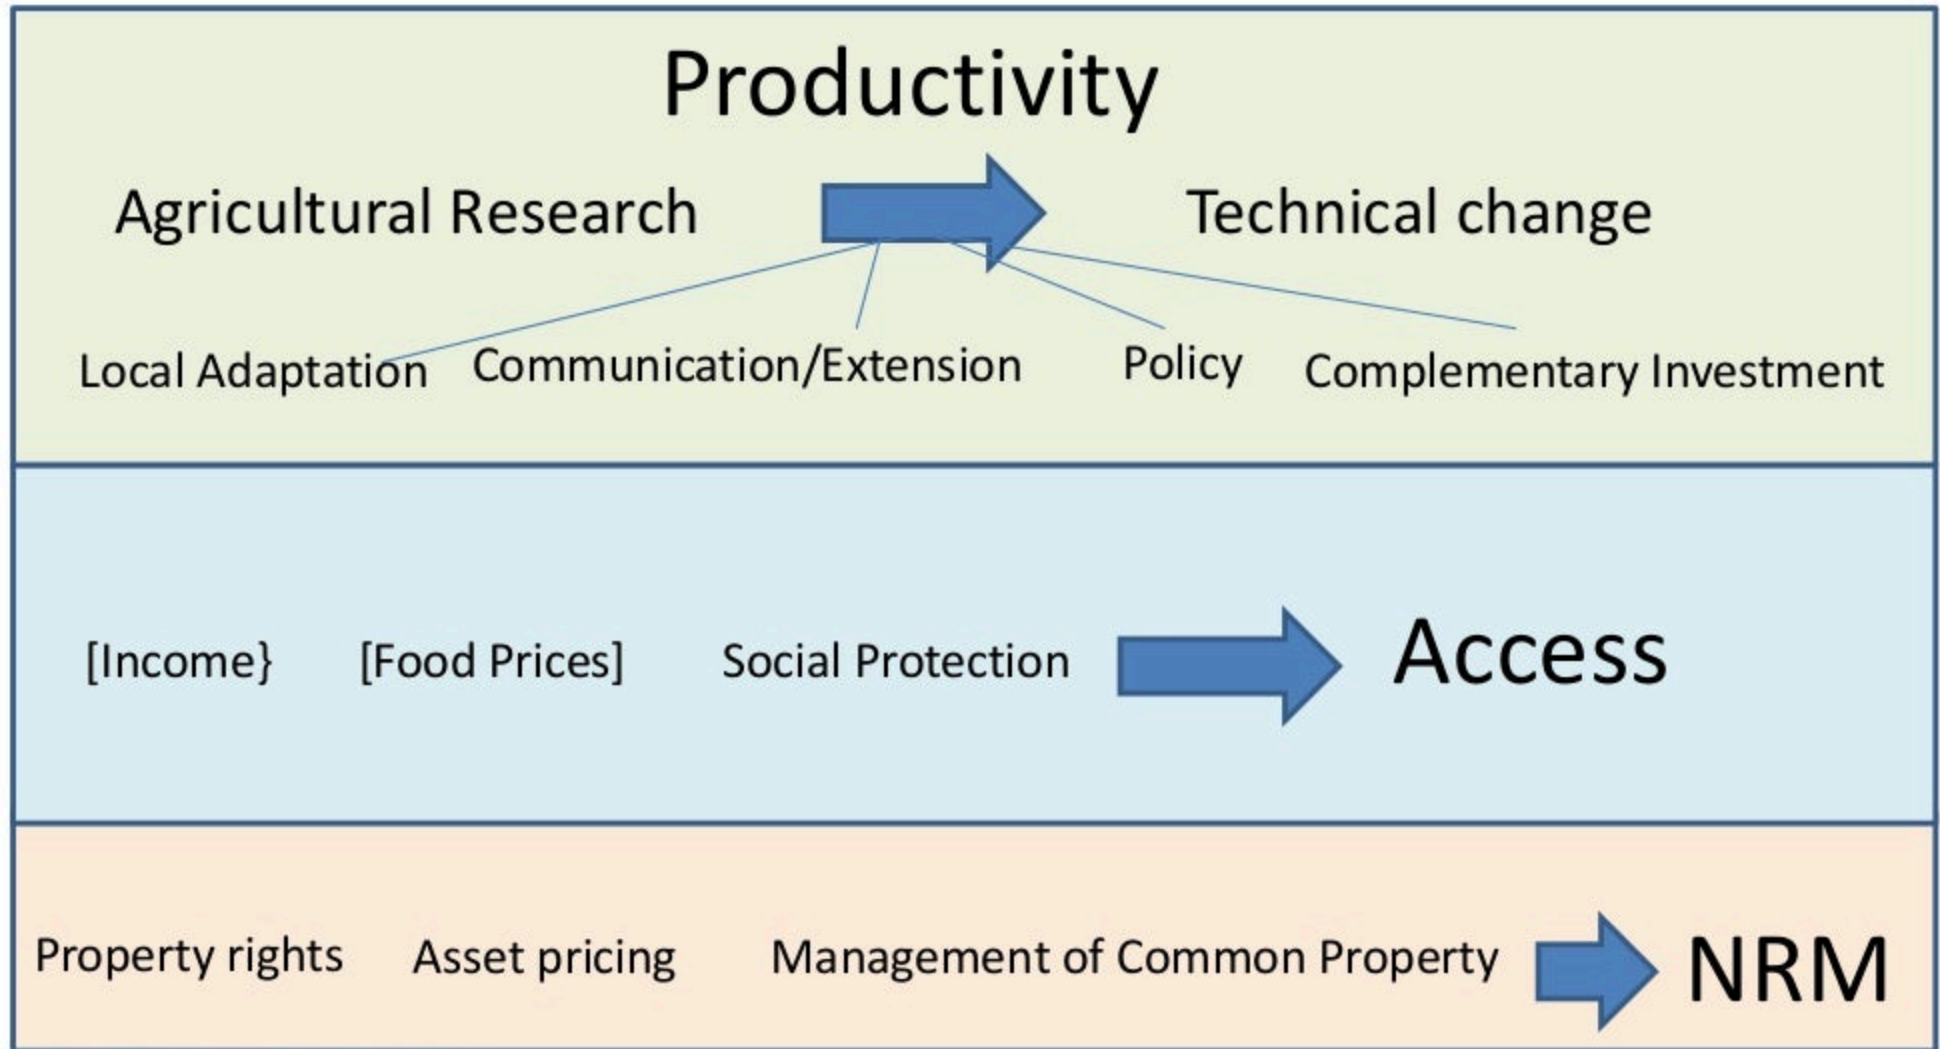 Productivity
Agricultural Research Technical change
Local Adaptation Communication/Extension Policy Complementary Investment
[Income} [Food Prices] Social Protection Access
Property rights Asset pricing Management of Common Property NRM